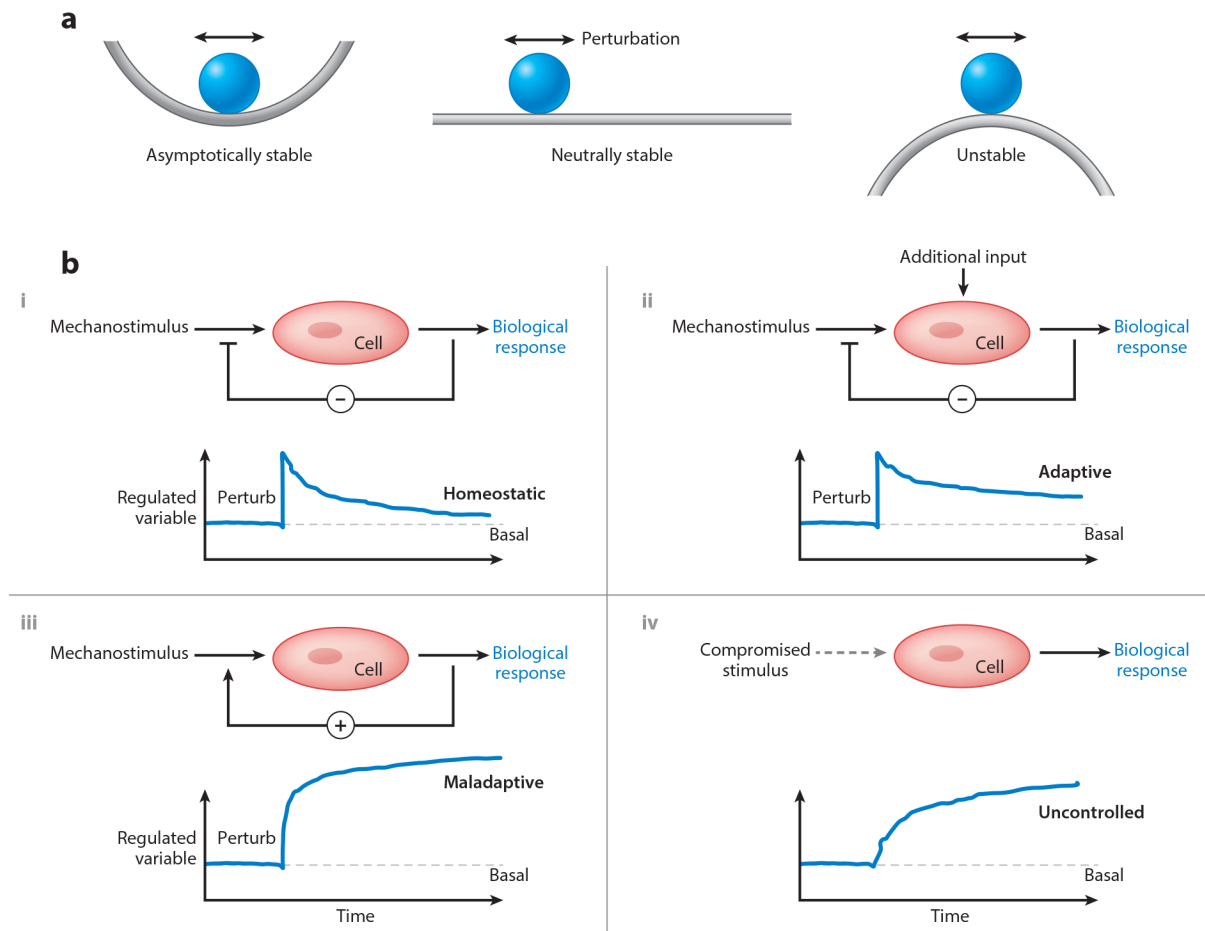 a
Perturbation
Asymptotically stable
Neutrally stable
Unstable
b
i
Mechanostimulus
Cell
Biological
response
−
Regulated
variable
Perturb
Homeostatic
Basal
ii
Additional input
Mechanostimulus
Cell
Biological
response
−
Perturb
Adaptive
Basal
iii
Mechanostimulus
Cell
Biological
response
+
Regulated
variable
Perturb
Maladaptive
Basal
Time
iv
Compromised
stimulus
Cell
Biological
response
Uncontrolled
Basal
Time